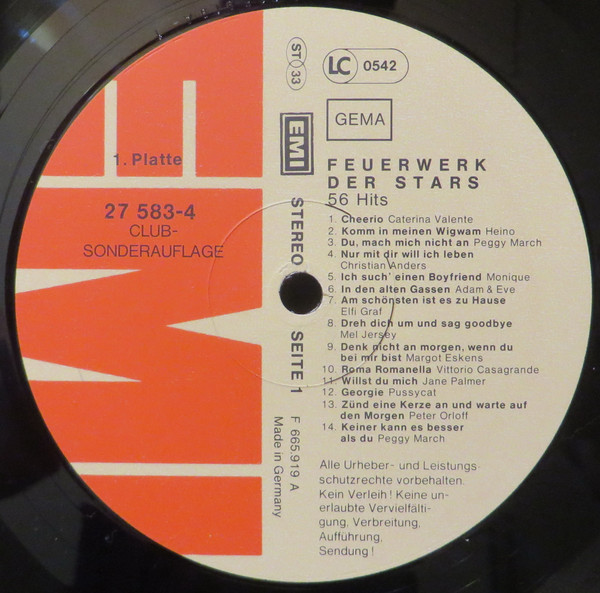 1. Platte
27 583-4
CLUB-
SONDERAUFLAGE
ST 33
LC 0542
GEMA
EMI
STEREO SEITE 1
F 665.919 A
Made in Germany
FEUERWERK
DER STARS
56 Hits
1. Cheerio Caterina Valente
2. Komm in meinen Wigwam Heino
3. Du, mach mich nicht an Peggy March
4. Nur mit dir will ich leben
Christian Anders
5. Ich such' einen Boyfriend Monique
6. In den alten Gassen Adam & Eve
7. Am schönsten ist es zu Hause
Elfi Graf
8. Dreh dich um und sag goodbye
Mel Jersey
9. Denk nicht an morgen, wenn du
bei mir bist Margot Eskens
10. Roma Romanella Vittorio Casagrande
11. Willst du mich Jane Palmer
12. Georgie Pussycat
13. Zünd eine Kerze an und warte auf
den Morgen Peter Orloff
14. Keiner kann es besser
als du Peggy March
Alle Urheber- und Leistungs-
schutzrechte vorbehalten.
Kein Verleih! Keine un-
erlaubte Vervielfälti-
gung, Verbreitung,
Aufführung,
Sendung!